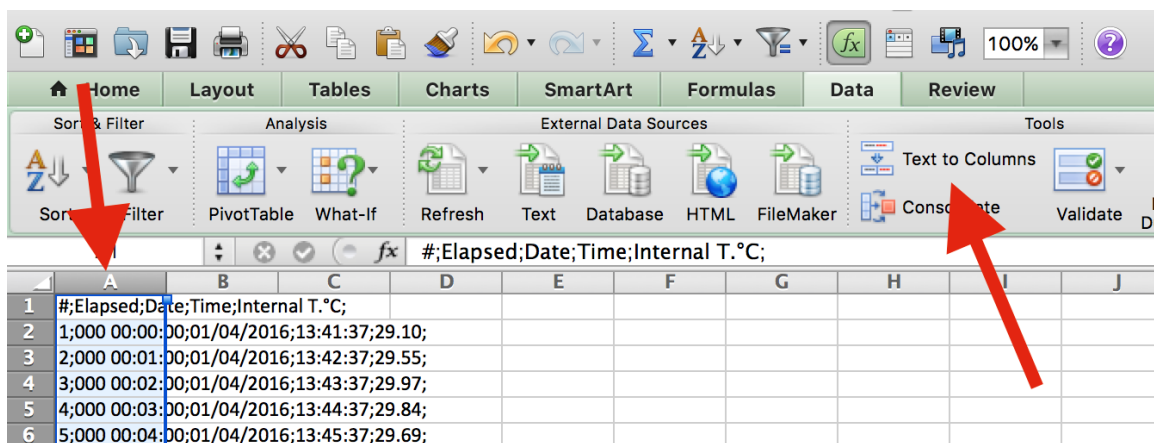 100%
Home Layout Tables Charts SmartArt Formulas Data Review
Sort & Filter Analysis External Data Sources Tools
Text to Columns
Filter PivotTable What-If Refresh Text Database HTML FileMaker Validate
fx #;Elapsed;Date;Time;Internal T.°C;
A B C D E F G H I J
1 #;Elapsed;Date;Time;Internal T.°C;
2 1;000 00:00:00;01/04/2016;13:41:37;29.10;
3 2;000 00:01:00;01/04/2016;13:42:37;29.55;
4 3;000 00:02:00;01/04/2016;13:43:37;29.97;
5 4;000 00:03:00;01/04/2016;13:44:37;29.84;
6 5;000 00:04:00;01/04/2016;13:45:37;29.69;